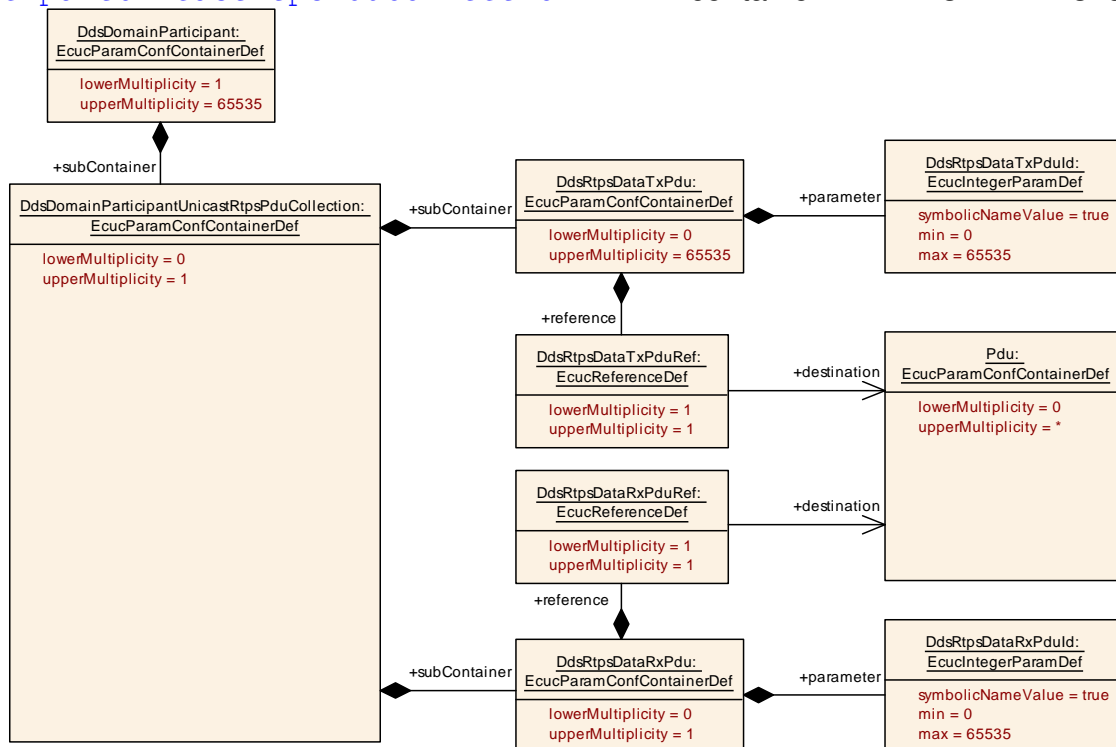 DdsDomainParticipant:
EcucParamConfContainerDef
lowerMultiplicity = 1
upperMultiplicity = 65535
+subContainer
DdsDomainParticipantUnicastRtpsPduCollection:
EcucParamConfContainerDef
lowerMultiplicity = 0
upperMultiplicity = 1
+subContainer
DdsRtpsDataTxPdu:
EcucParamConfContainerDef
lowerMultiplicity = 0
upperMultiplicity = 65535
+parameter
DdsRtpsDataTxPduId:
EcucIntegerParamDef
symbolicNameValue = true
min = 0
max = 65535
+reference
DdsRtpsDataTxPduRef:
EcucReferenceDef
lowerMultiplicity = 1
upperMultiplicity = 1
+destination
Pdu:
EcucParamConfContainerDef
lowerMultiplicity = 0
upperMultiplicity = *
DdsRtpsDataRxPduRef:
EcucReferenceDef
lowerMultiplicity = 1
upperMultiplicity = 1
+destination
+reference
+subContainer
DdsRtpsDataRxPdu:
EcucParamConfContainerDef
lowerMultiplicity = 0
upperMultiplicity = 1
+parameter
DdsRtpsDataRxPduId:
EcucIntegerParamDef
symbolicNameValue = true
min = 0
max = 65535